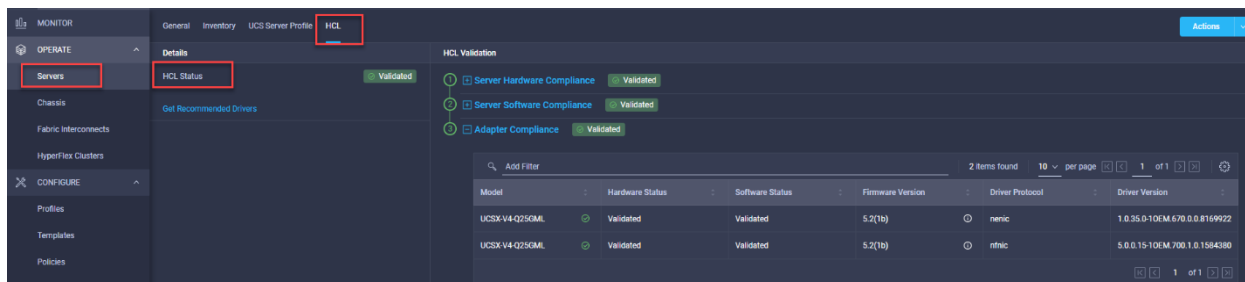 MONITOR
OPERATE
Servers
Chassis
Fabric Interconnects
HyperFlex Clusters
CONFIGURE
Profiles
Templates
Policies
General Inventory UCS Server Profile HCL
Actions
Details
HCL Status Validated
Get Recommended Drivers
HCL Validation
1 Server Hardware Compliance Validated
2 Server Software Compliance Validated
3 Adapter Compliance Validated
Add Filter 2 items found 10 per page 1 of 1
Model Hardware Status Software Status Firmware Version Driver Protocol Driver Version
UCSX-V4-Q25GML Validated Validated 5.2(1b) nenic 1.0.35.0-1OEM.670.0.0.8169922
UCSX-V4-Q25GML Validated Validated 5.2(1b) nfnic 5.0.0.15-1OEM.700.1.0.1584380
1 of 1